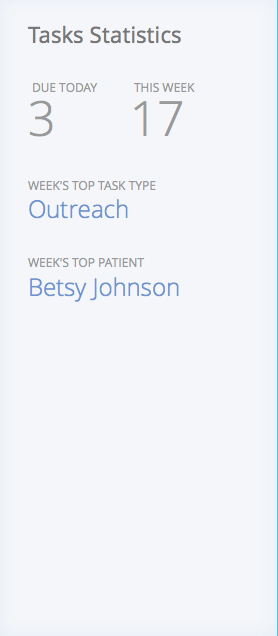 Tasks Statistics
DUE TODAY THIS WEEK
3 17
WEEK'S TOP TASK TYPE
Outreach
WEEK'S TOP PATIENT
Betsy Johnson